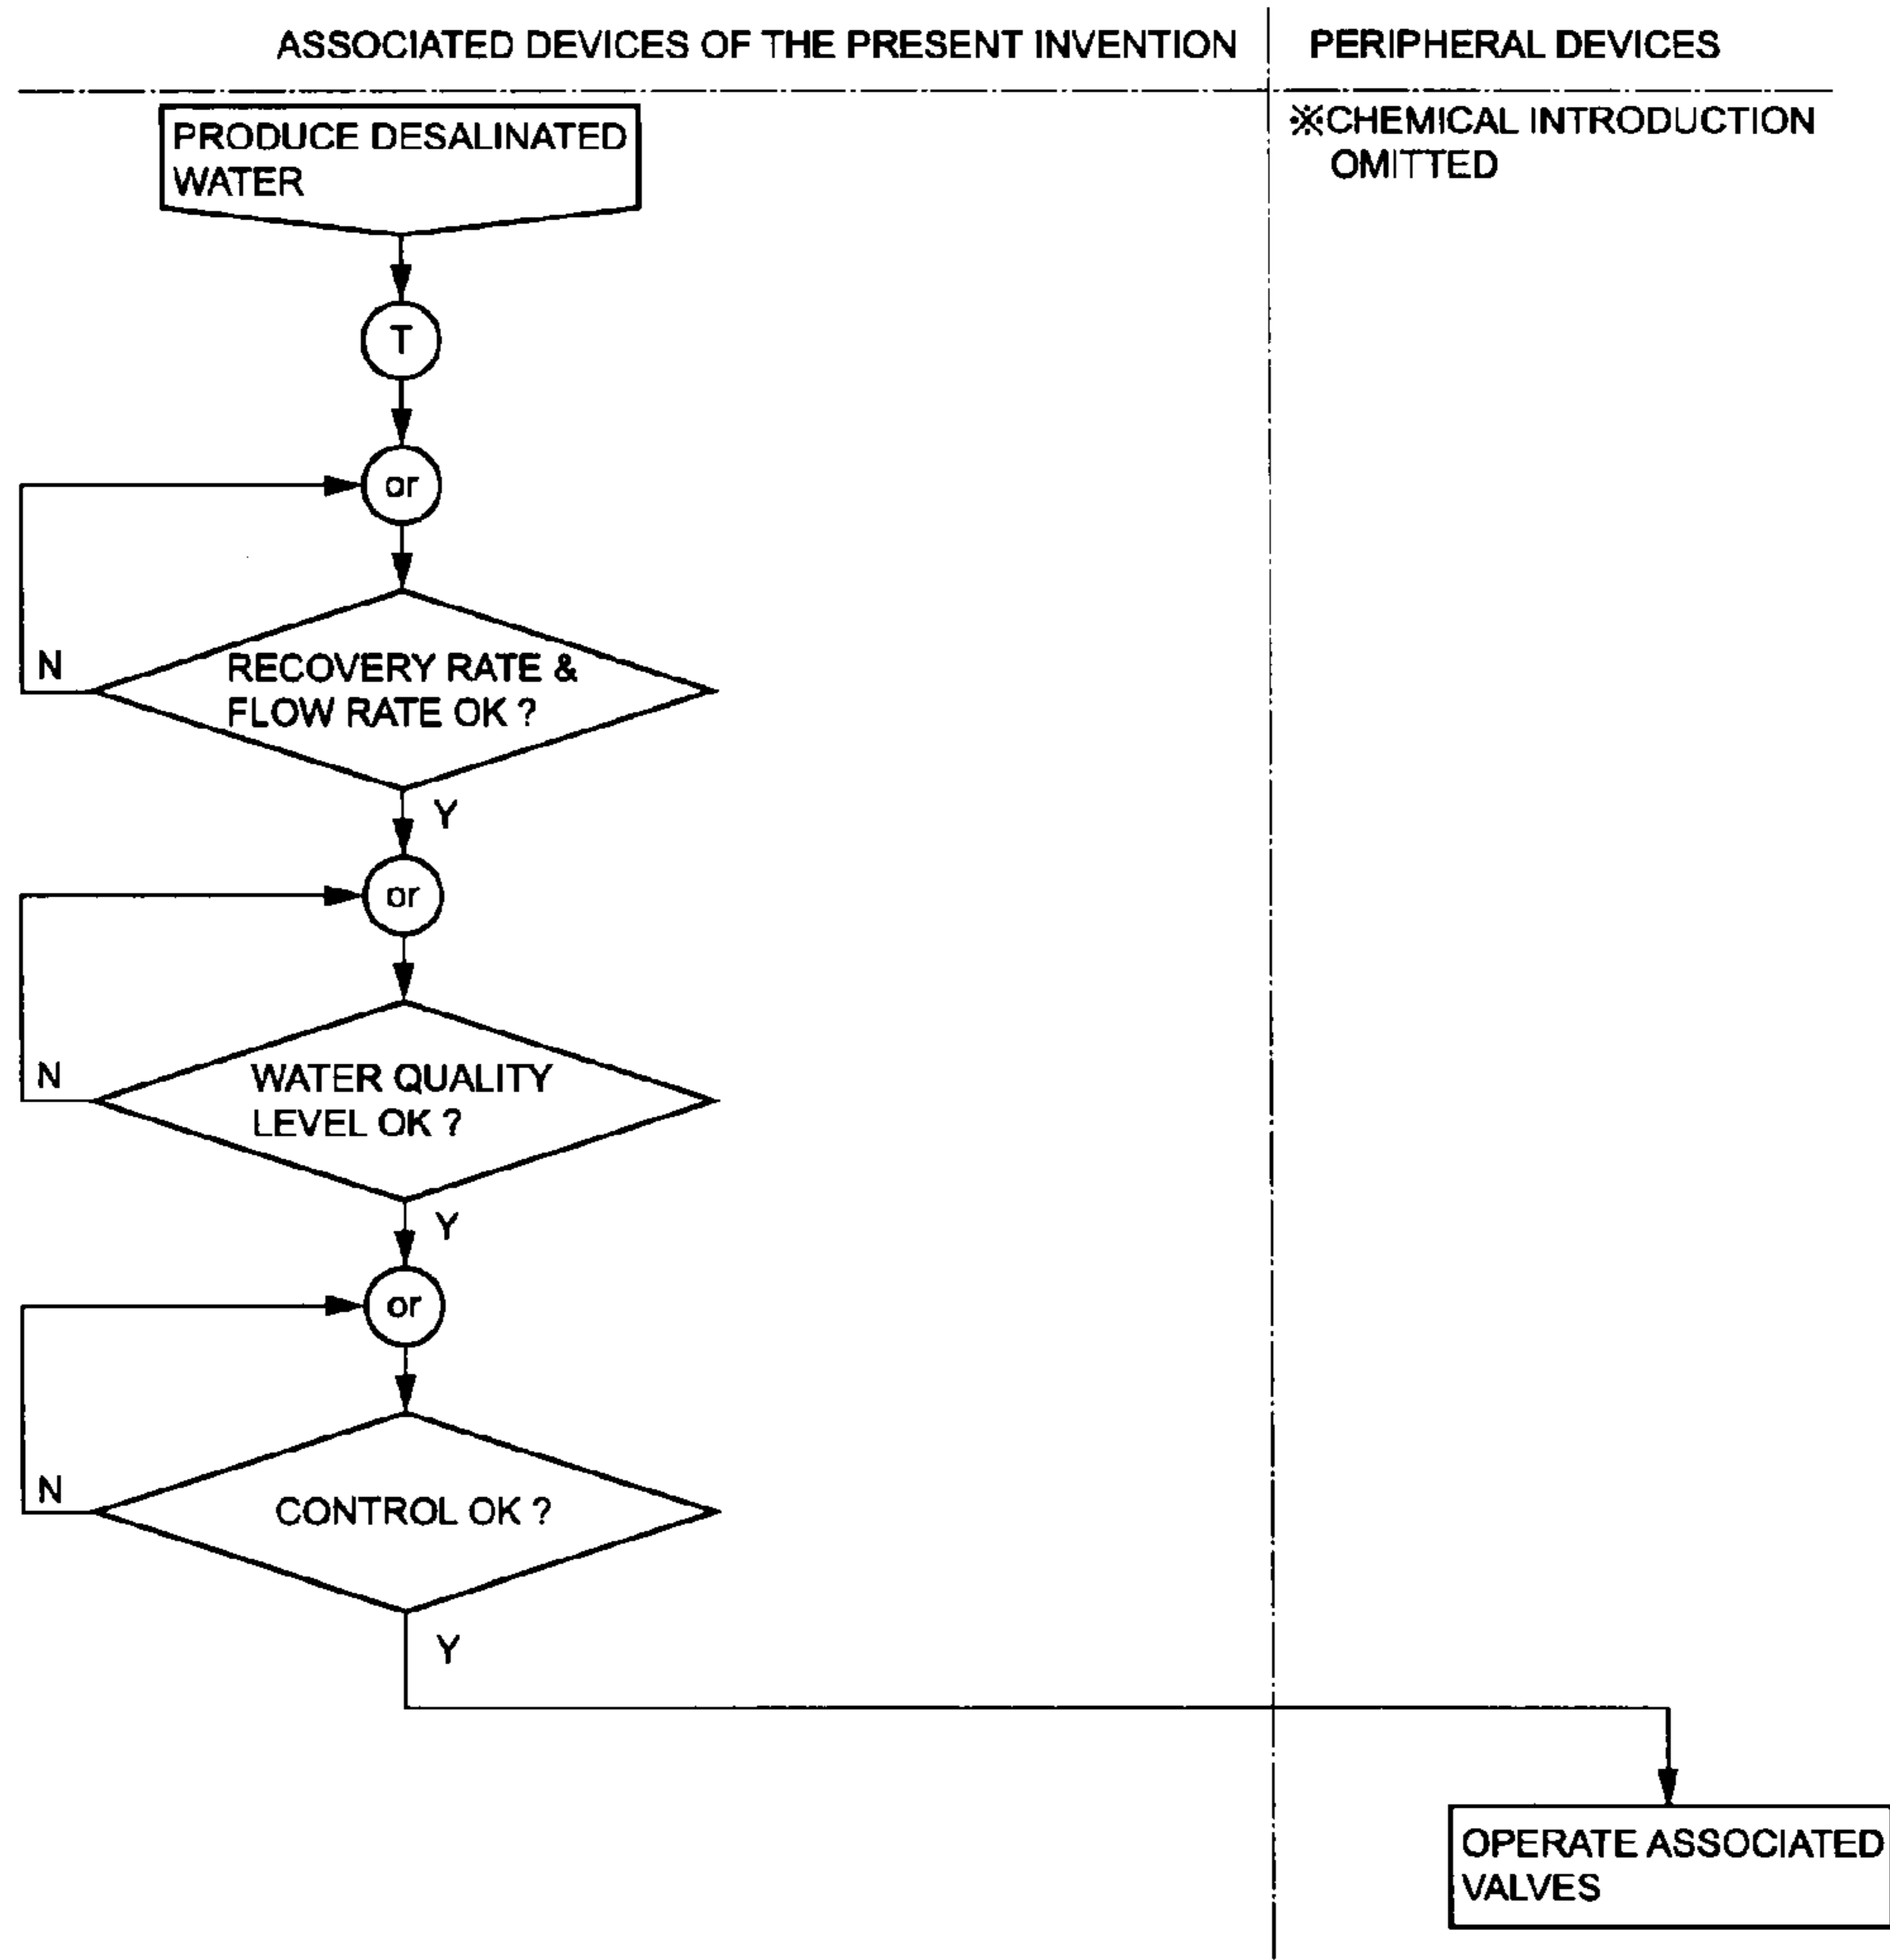 ASSOCIATED DEVICES OF THE PRESENT INVENTION
PERIPHERAL DEVICES
※CHEMICAL INTRODUCTION
OMITTED
PRODUCE DESALINATED
WATER
T
or
RECOVERY RATE &
FLOW RATE OK ?
N
Y
or
WATER QUALITY
LEVEL OK ?
N
Y
or
CONTROL OK ?
N
Y
OPERATE ASSOCIATED
VALVES